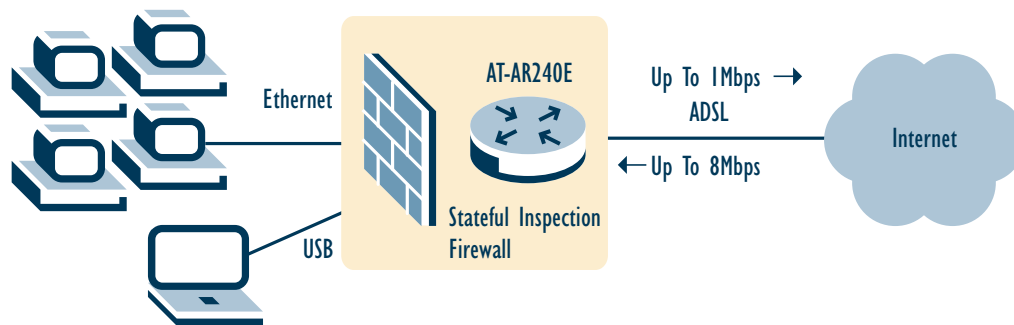 Ethernet
USB
AT-AR240E
Stateful Inspection
Firewall
Up To 1Mbps →
ADSL
← Up To 8Mbps
Internet